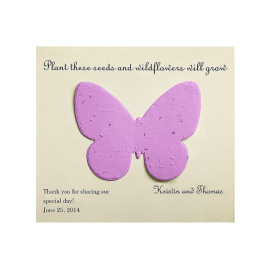 Plant these seeds and wildflowers will grow
Thank you for sharing our
special day!
June 25, 2014
Kristin and Thomas